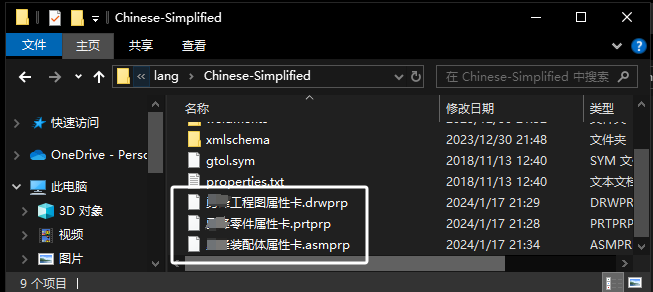 Chinese-Simplified
文件 主页 共享 查看
« lang › Chinese-Simplified
在 Chinese-Simplified 中搜索
名称 修改日期 类型
快速访问
xmlschema 2023/12/30 21:48 文件夹
gtol.sym 2018/11/13 12:40 SYM 文
OneDrive - Perso
properties.txt 2018/11/13 12:40 文本文档
此电脑
工程图属性卡.drwprp 2024/1/17 21:29 DRWPRP
3D 对象
零件属性卡.prtprp 2024/1/17 21:28 PRTPRP
视频
装配体属性卡.asmprp 2024/1/17 21:34 ASMPRP
图片
9 个项目